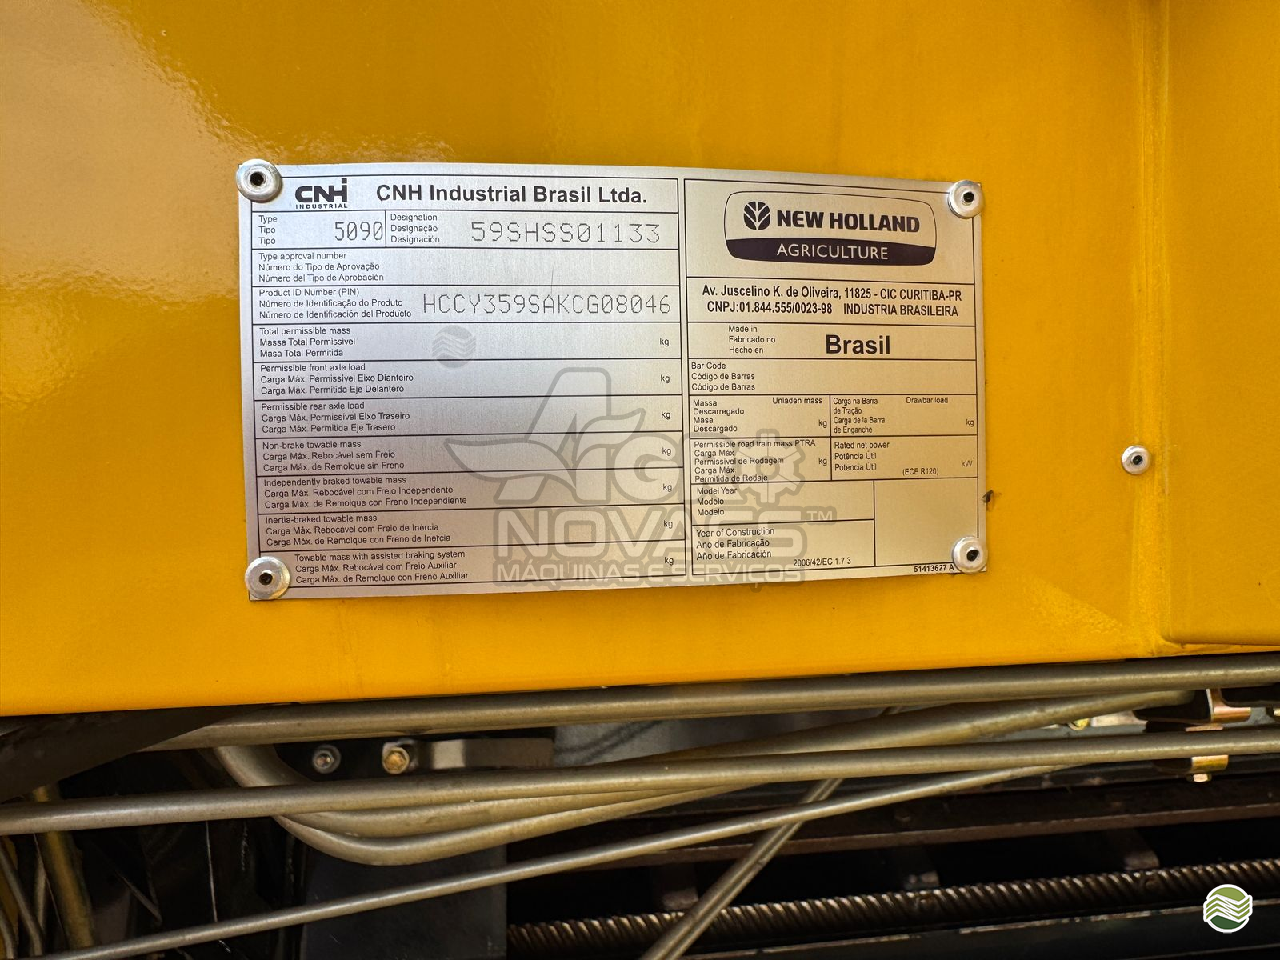 CNH
INDUSTRIAL
CNH Industrial Brasil Ltda.
Type
Tipo
Tipo
5090
Designation
Designação
Designación
59SHSS01133
Type approval number
Número do Tipo de Aprovação
Número del Tipo de Aprobación
Product ID Number (PIN)
Número de Identificação do Produto
Número de Identificación del Producto
HCCY359SAKCG08046
Total permissible mass
Massa Total Permissível
Masa Total Permitida
kg
Permissible front axle load
Carga Máx. Permissível Eixo Dianteiro
Carga Máx. Permitido Eje Delantero
kg
Permissible rear axle load
Carga Máx. Permissível Eixo Traseiro
Carga Máx. Permitida Eje Trasero
kg
Non-brake towable mass
Carga Máx. Rebocável sem Freio
Carga Máx. de Remolque sin Freno
kg
Independently braked towable mass
Carga Máx. Rebocável com Freio Independente
Carga Máx. de Remolque con Freno Independiente
kg
Inertia-braked towable mass
Carga Máx. Rebocável com Freio de Inércia
Carga Máx. de Remolque con Freno de Inércia
kg
Towable mass with assisted braking system
Carga Máx. Rebocável com Freio Auxiliar
Carga Máx. de Remolque con Freno Auxiliar
kg
NEW HOLLAND
AGRICULTURE
Av. Juscelino K. de Oliveira, 11825 - CIC CURITIBA-PR
CNPJ:01.844.555/0023-98 INDUSTRIA BRASILEIRA
Made in
Fabricado no
Hecho en
Brasil
Bar Code
Código de Barras
Código de Barras
Massa Unladen mass
Descarregado
Masa
Descargado
kg
Carga na Barra Drawbar load
de Tração
Carga de la Barra
de Enganche
kg
Permissible road train mass PTRA
Carga Máx.
Permissível de Rodagem
Carga Máx.
Permitida de Rodaje
kg
Rated net power
Potência Útil
Potencia Útil
(ECE R120)
kW
Model Year
Modelo
Modelo
Year of Construction
Ano de Fabricação
Año de Fabricación
2006/42/EC 1.7.3
51413627 A
AGRO
NOVAES™
MÁQUINAS E SERVIÇOS